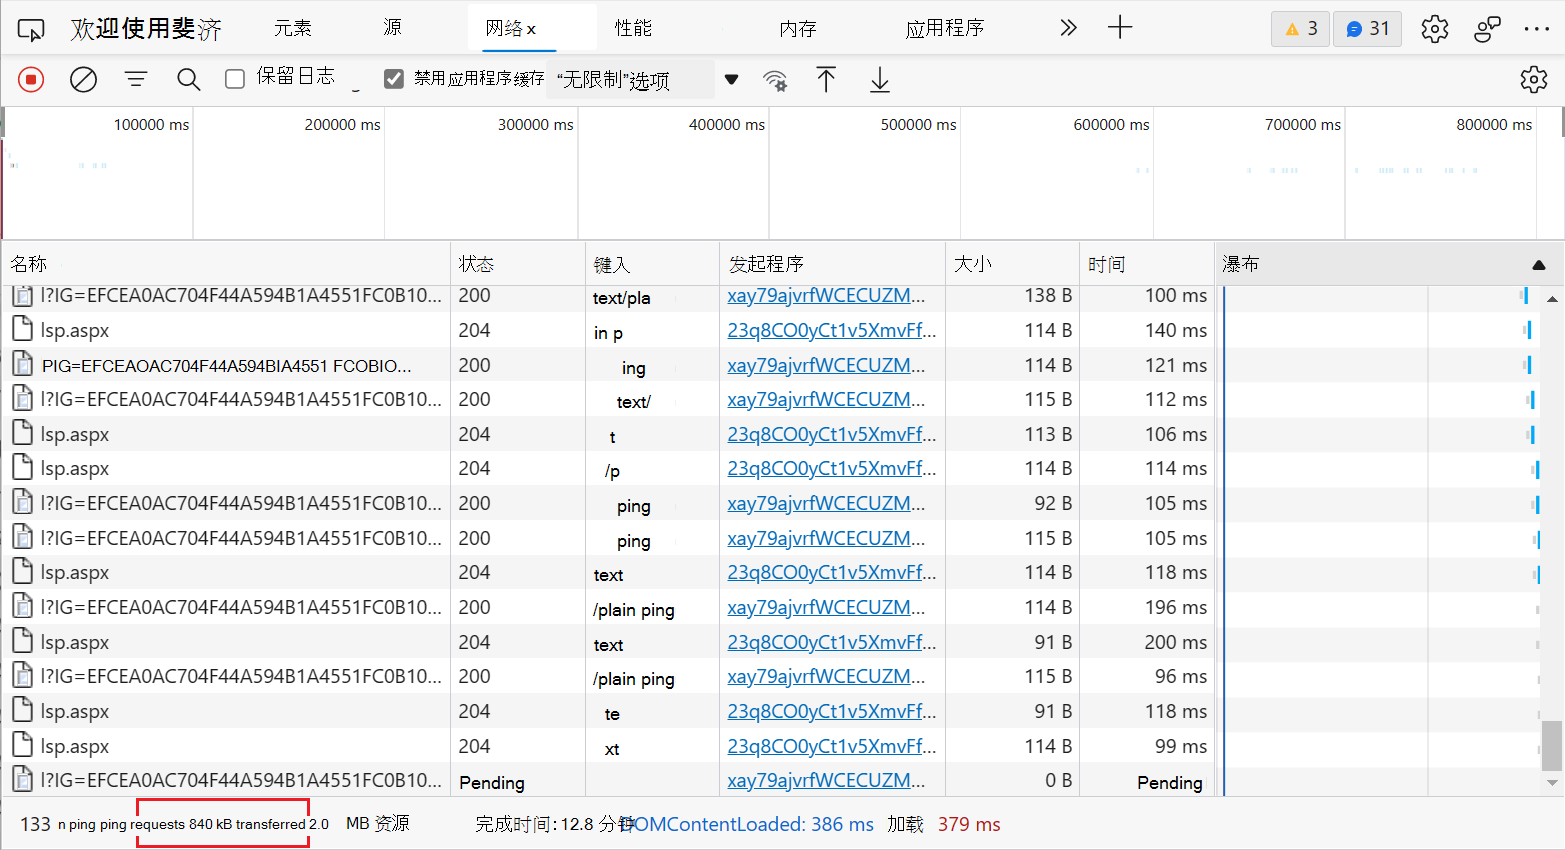 欢迎使用斐济 元素 源 网络 x 性能 内存 应用程序 3 31
保留日志 禁用应用程序缓存 “无限制”选项
100000 ms 200000 ms 300000 ms 400000 ms 500000 ms 600000 ms 700000 ms 800000 ms
名称 状态 键入 发起程序 大小 时间 瀑布
l?IG=EFCEA0AC704F44A594B1A4551FC0B10... 200 text/pla xay79ajvrfWCECUZM... 138 B 100 ms
lsp.aspx 204 in p 23q8CO0yCt1v5XmvFf... 114 B 140 ms
PIG=EFCEAOAC704F44A594BIA4551 FCOBIO... 200 ing xay79ajvrfWCECUZM... 114 B 121 ms
l?IG=EFCEA0AC704F44A594B1A4551FC0B10... 200 text/ xay79ajvrfWCECUZM... 115 B 112 ms
lsp.aspx 204 t 23q8CO0yCt1v5XmvFf... 113 B 106 ms
lsp.aspx 204 /p 23q8CO0yCt1v5XmvFf... 114 B 114 ms
l?IG=EFCEA0AC704F44A594B1A4551FC0B10... 200 ping xay79ajvrfWCECUZM... 92 B 105 ms
l?IG=EFCEA0AC704F44A594B1A4551FC0B10... 200 ping xay79ajvrfWCECUZM... 115 B 105 ms
lsp.aspx 204 text 23q8CO0yCt1v5XmvFf... 114 B 118 ms
l?IG=EFCEA0AC704F44A594B1A4551FC0B10... 200 /plain ping xay79ajvrfWCECUZM... 114 B 196 ms
lsp.aspx 204 text 23q8CO0yCt1v5XmvFf... 91 B 200 ms
l?IG=EFCEA0AC704F44A594B1A4551FC0B10... 200 /plain ping xay79ajvrfWCECUZM... 115 B 96 ms
lsp.aspx 204 te 23q8CO0yCt1v5XmvFf... 91 B 118 ms
lsp.aspx 204 xt 23q8CO0yCt1v5XmvFf... 114 B 99 ms
l?IG=EFCEA0AC704F44A594B1A4551FC0B10... Pending xay79ajvrfWCECUZM... 0 B Pending
133 n ping ping requests 840 kB transferred 2.0 MB 资源 完成时间: 12.8 分钟 DOMContentLoaded: 386 ms 加载 379 ms